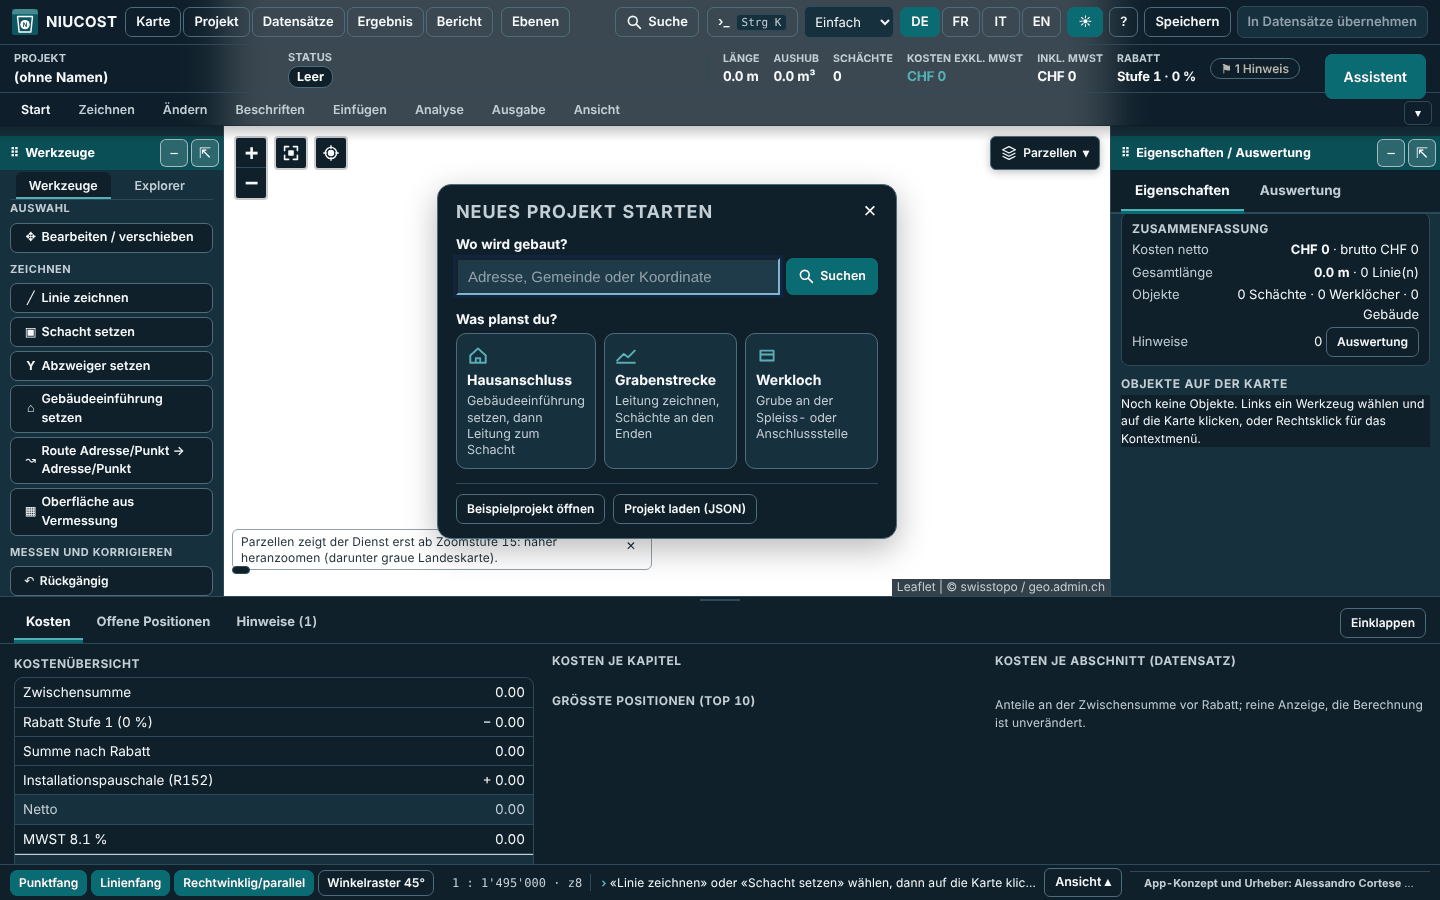 NIUCOST Karte Projekt Datensätze Ergebnis Bericht Ebenen Suche Strg K Einfach DE FR IT EN ? Speichern In Datensätze übernehmen
PROJEKT STATUS LÄNGE AUSHUB SCHÄCHTE KOSTEN EXKL. MWST INKL. MWST RABATT
(ohne Namen) Leer 0.0 m 0.0 m³ 0 CHF 0 CHF 0 Stufe 1 · 0 % 1 Hinweis Assistent
Start Zeichnen Ändern Beschriften Einfügen Analyse Ausgabe Ansicht
Werkzeuge
Werkzeuge Explorer
AUSWAHL
Bearbeiten / verschieben
ZEICHNEN
Linie zeichnen
Schacht setzen
Abzweiger setzen
Gebäudeeinführung
setzen
Route Adresse/Punkt →
Adresse/Punkt
Oberfläche aus
Vermessung
MESSEN UND KORRIGIEREN
Rückgängig
Parzellen
NEUES PROJEKT STARTEN
Wo wird gebaut?
Adresse, Gemeinde oder Koordinate Suchen
Was planst du?
Hausanschluss
Gebäudeeinführung
setzen, dann
Leitung zum
Schacht
Grabenstrecke
Leitung zeichnen,
Schächte an den
Enden
Werkloch
Grube an der
Spleiss- oder
Anschlussstelle
Beispielprojekt öffnen Projekt laden (JSON)
Parzellen zeigt der Dienst erst ab Zoomstufe 15: näher
heranzoomen (darunter graue Landeskarte).
Leaflet | © swisstopo / geo.admin.ch
Eigenschaften / Auswertung
Eigenschaften Auswertung
ZUSAMMENFASSUNG
Kosten netto CHF 0 · brutto CHF 0
Gesamtlänge 0.0 m · 0 Linie(n)
Objekte 0 Schächte · 0 Werklöcher · 0
Gebäude
Hinweise 0 Auswertung
OBJEKTE AUF DER KARTE
Noch keine Objekte. Links ein Werkzeug wählen und
auf die Karte klicken, oder Rechtsklick für das
Kontextmenü.
Kosten Offene Positionen Hinweise (1) Einklappen
KOSTENÜBERSICHT
Zwischensumme 0.00
Rabatt Stufe 1 (0 %) − 0.00
Summe nach Rabatt 0.00
Installationspauschale (R152) + 0.00
Netto 0.00
MWST 8.1 % 0.00
KOSTEN JE KAPITEL
GRÖSSTE POSITIONEN (TOP 10)
KOSTEN JE ABSCHNITT (DATENSATZ)
Anteile an der Zwischensumme vor Rabatt; reine Anzeige, die Berechnung
ist unverändert.
Punktfang Linienfang Rechtwinklig/parallel Winkelraster 45° 1 : 1'495'000 · z8 › «Linie zeichnen» oder «Schacht setzen» wählen, dann auf die Karte klic... Ansicht ▴ App-Konzept und Urheber: Alessandro Cortese ...